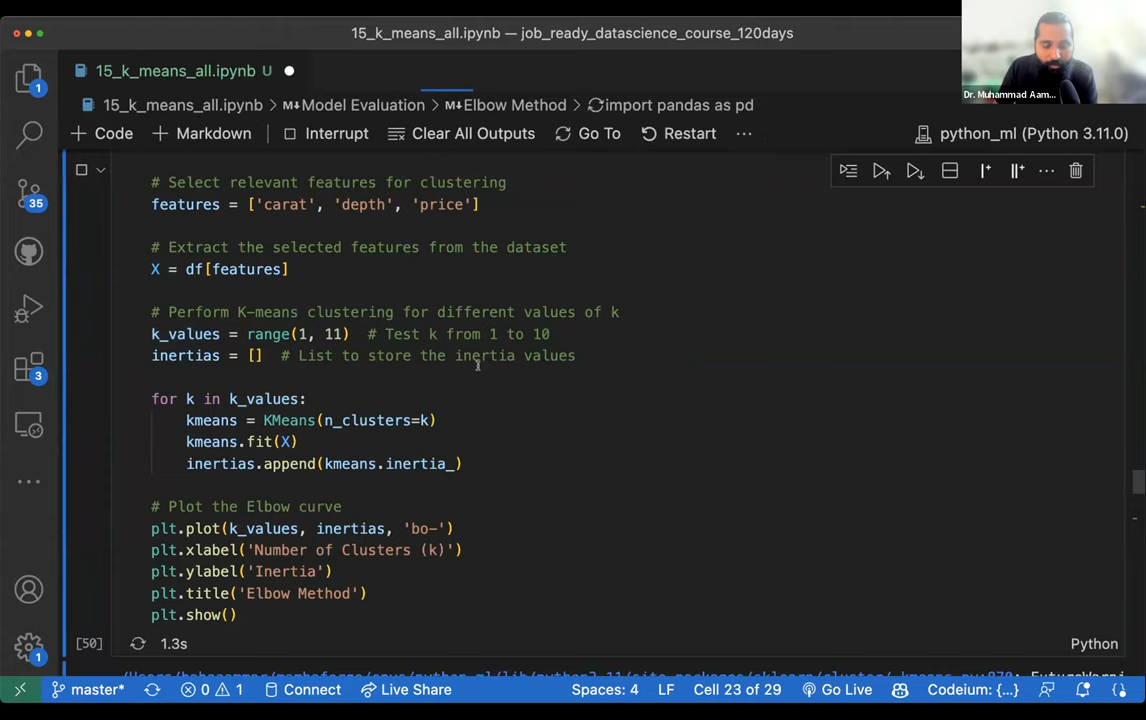 15_k_means_all.ipynb — job_ready_datascience_course_120days
15_k_means_all.ipynb U
15_k_means_all.ipynb > M↓Model Evaluation > M↓Elbow Method > import pandas as pd
+ Code + Markdown Interrupt Clear All Outputs Go To Restart ··· python_ml (Python 3.11.0)
Dr. Muhammad Aam...
1
35
3
1
# Select relevant features for clustering
features = ['carat', 'depth', 'price']
# Extract the selected features from the dataset
X = df[features]
# Perform K-means clustering for different values of k
k_values = range(1, 11)  # Test k from 1 to 10
inertias = []  # List to store the inertia values
for k in k_values:
    kmeans = KMeans(n_clusters=k)
    kmeans.fit(X)
    inertias.append(kmeans.inertia_)
# Plot the Elbow curve
plt.plot(k_values, inertias, 'bo-')
plt.xlabel('Number of Clusters (k)')
plt.ylabel('Inertia')
plt.title('Elbow Method')
plt.show()
[50] 1.3s Python
master* 0 1 Connect Live Share Spaces: 4 LF Cell 23 of 29 Go Live Codeium: {...}